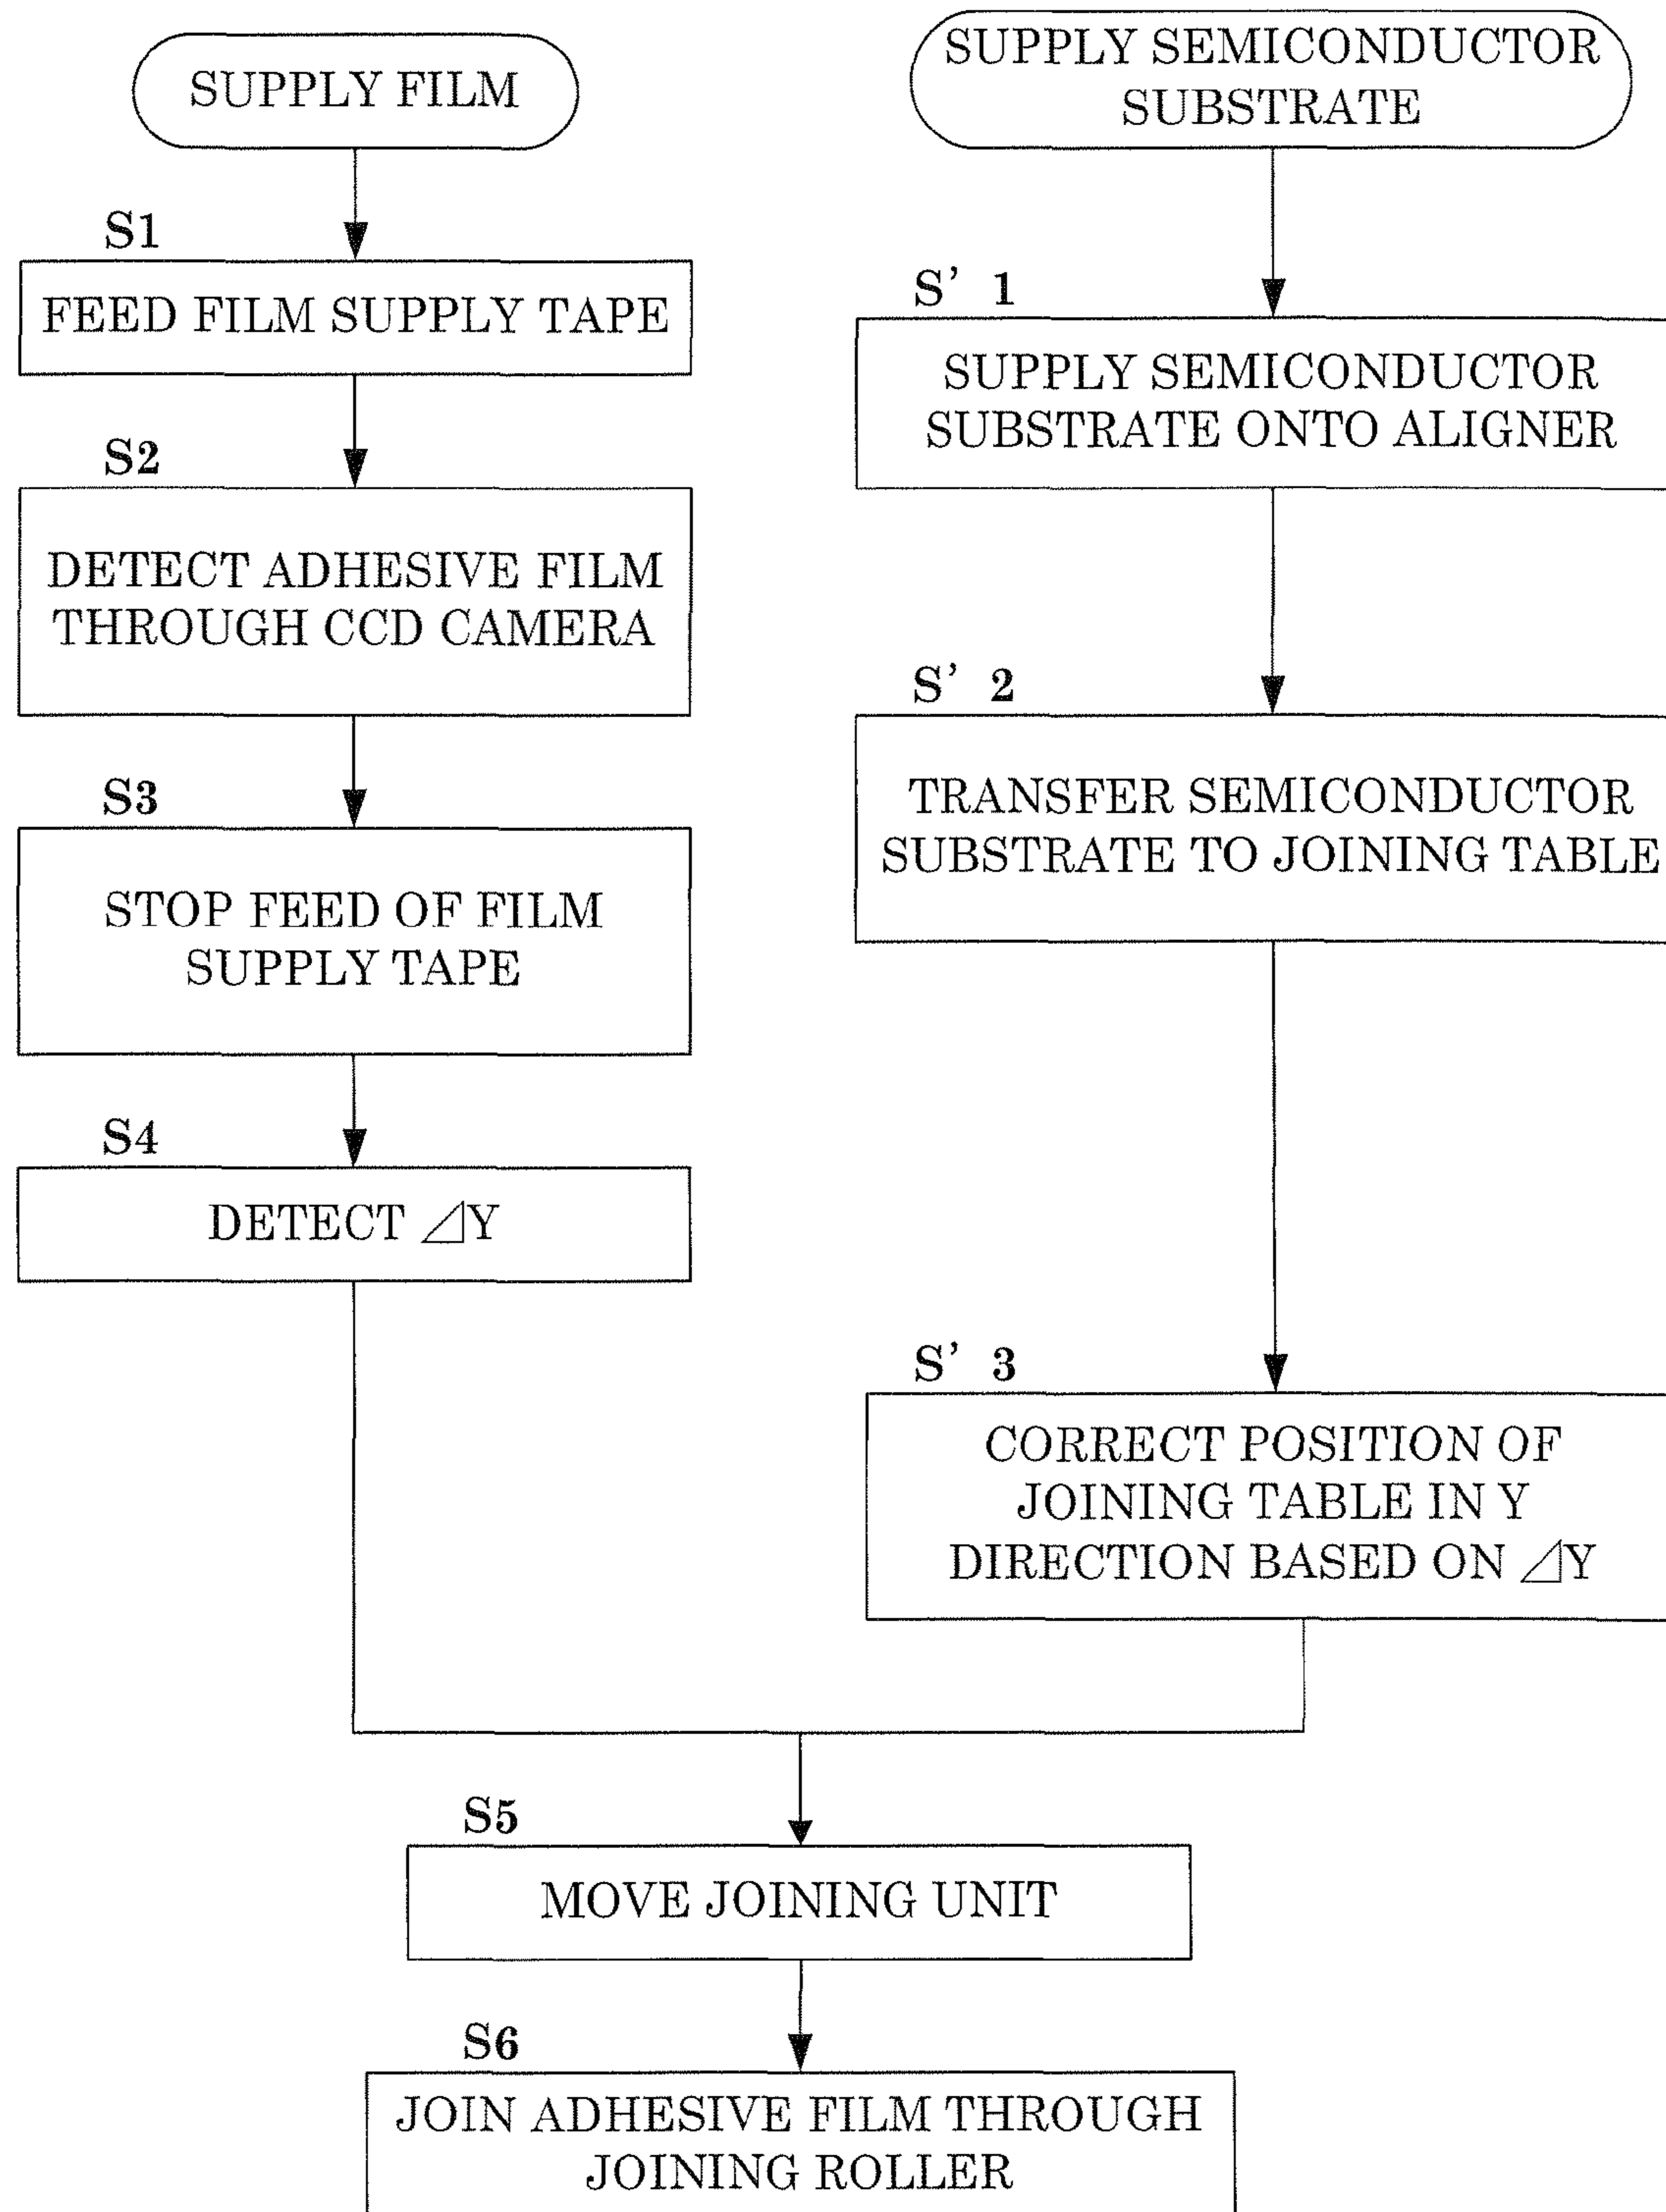 SUPPLY FILM
S1
FEED FILM SUPPLY TAPE
S2
DETECT ADHESIVE FILM
THROUGH CCD CAMERA
S3
STOP FEED OF FILM
SUPPLY TAPE
S4
DETECT ⊿Y
SUPPLY SEMICONDUCTOR
SUBSTRATE
S' 1
SUPPLY SEMICONDUCTOR
SUBSTRATE ONTO ALIGNER
S' 2
TRANSFER SEMICONDUCTOR
SUBSTRATE TO JOINING TABLE
S' 3
CORRECT POSITION OF
JOINING TABLE IN Y
DIRECTION BASED ON ⊿Y
S5
MOVE JOINING UNIT
S6
JOIN ADHESIVE FILM THROUGH
JOINING ROLLER